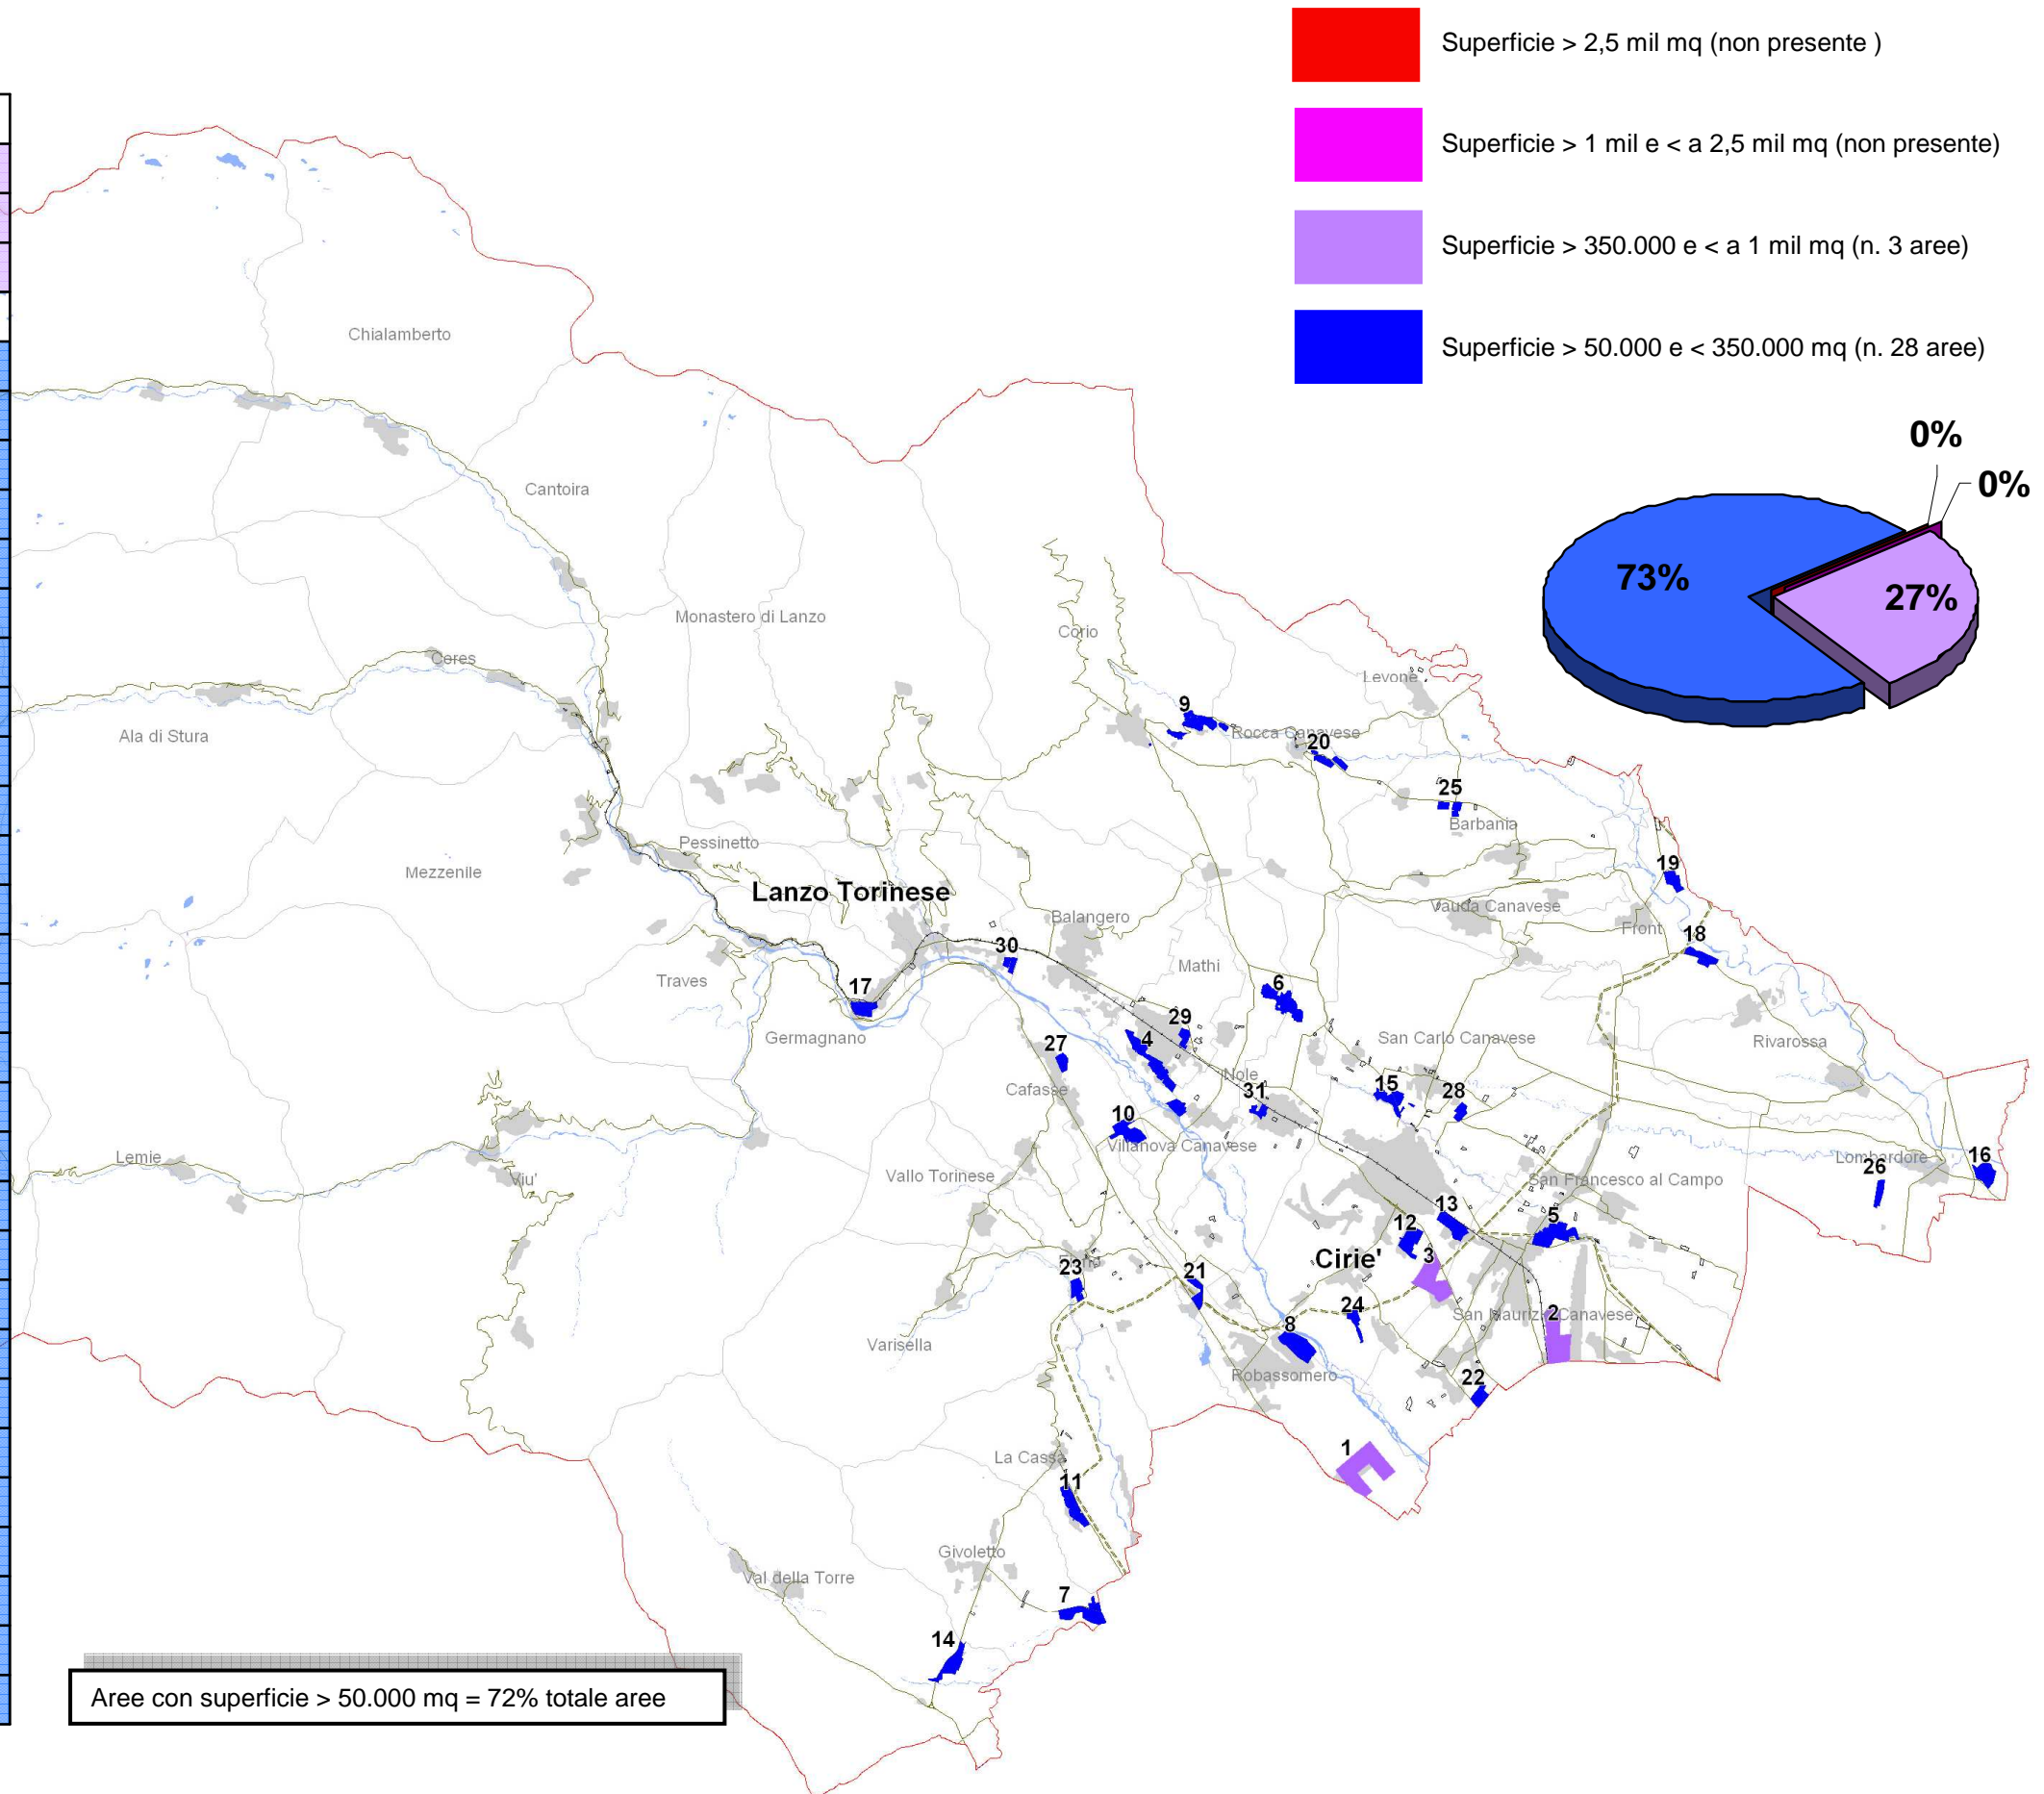 Superficie > 2,5 mil mq (non presente )
Superficie > 1 mil e < a 2,5 mil mq (non presente)
Superficie > 350.000 e < a 1 mil mq (n. 3 aree)
Superficie > 50.000 e < 350.000 mq (n. 28 aree)
0%
0%
73%
27%
Chialamberto
Cantoira
Monastero di Lanzo
Corio
Ceres
Levone
9
Rocca Canavese
20
Ala di Stura
25
Barbania
Pessinetto
Mezzenile
19
Lanzo Torinese
Balangero
Vauda Canavese
Front
18
30
Mathi
Traves
17
6
Germagnano
29
4
San Carlo Canavese
Rivarossa
27
Cafasse
Nole
31
15
28
10
Villanova Canavese
Lemie
Viu'
Vallo Torinese
Lombardore
16
26
San Francesco al Campo
13
12
5
3
Cirie'
23
21
24
San Maurizio Canavese
2
8
Varisella
Robassomero
22
1
La Cassa
11
Givoletto
Val della Torre
7
14
Aree con superficie > 50.000 mq = 72% totale aree